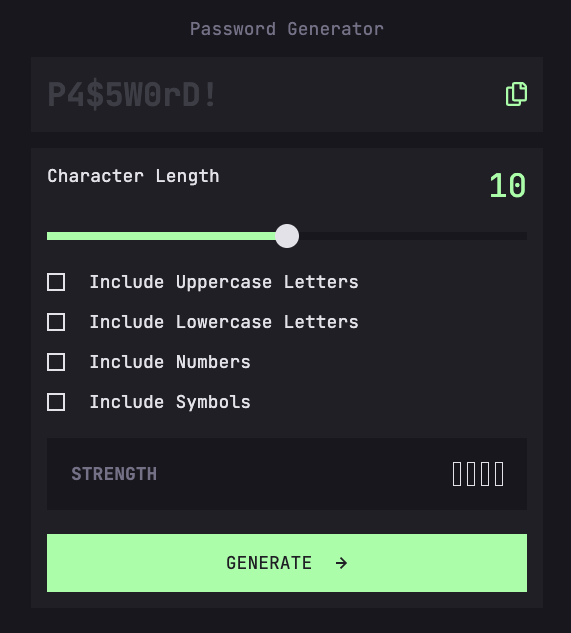 Password Generator
P4$5W0rD!
Character Length
10
Include Uppercase Letters
Include Lowercase Letters
Include Numbers
Include Symbols
STRENGTH
GENERATE →